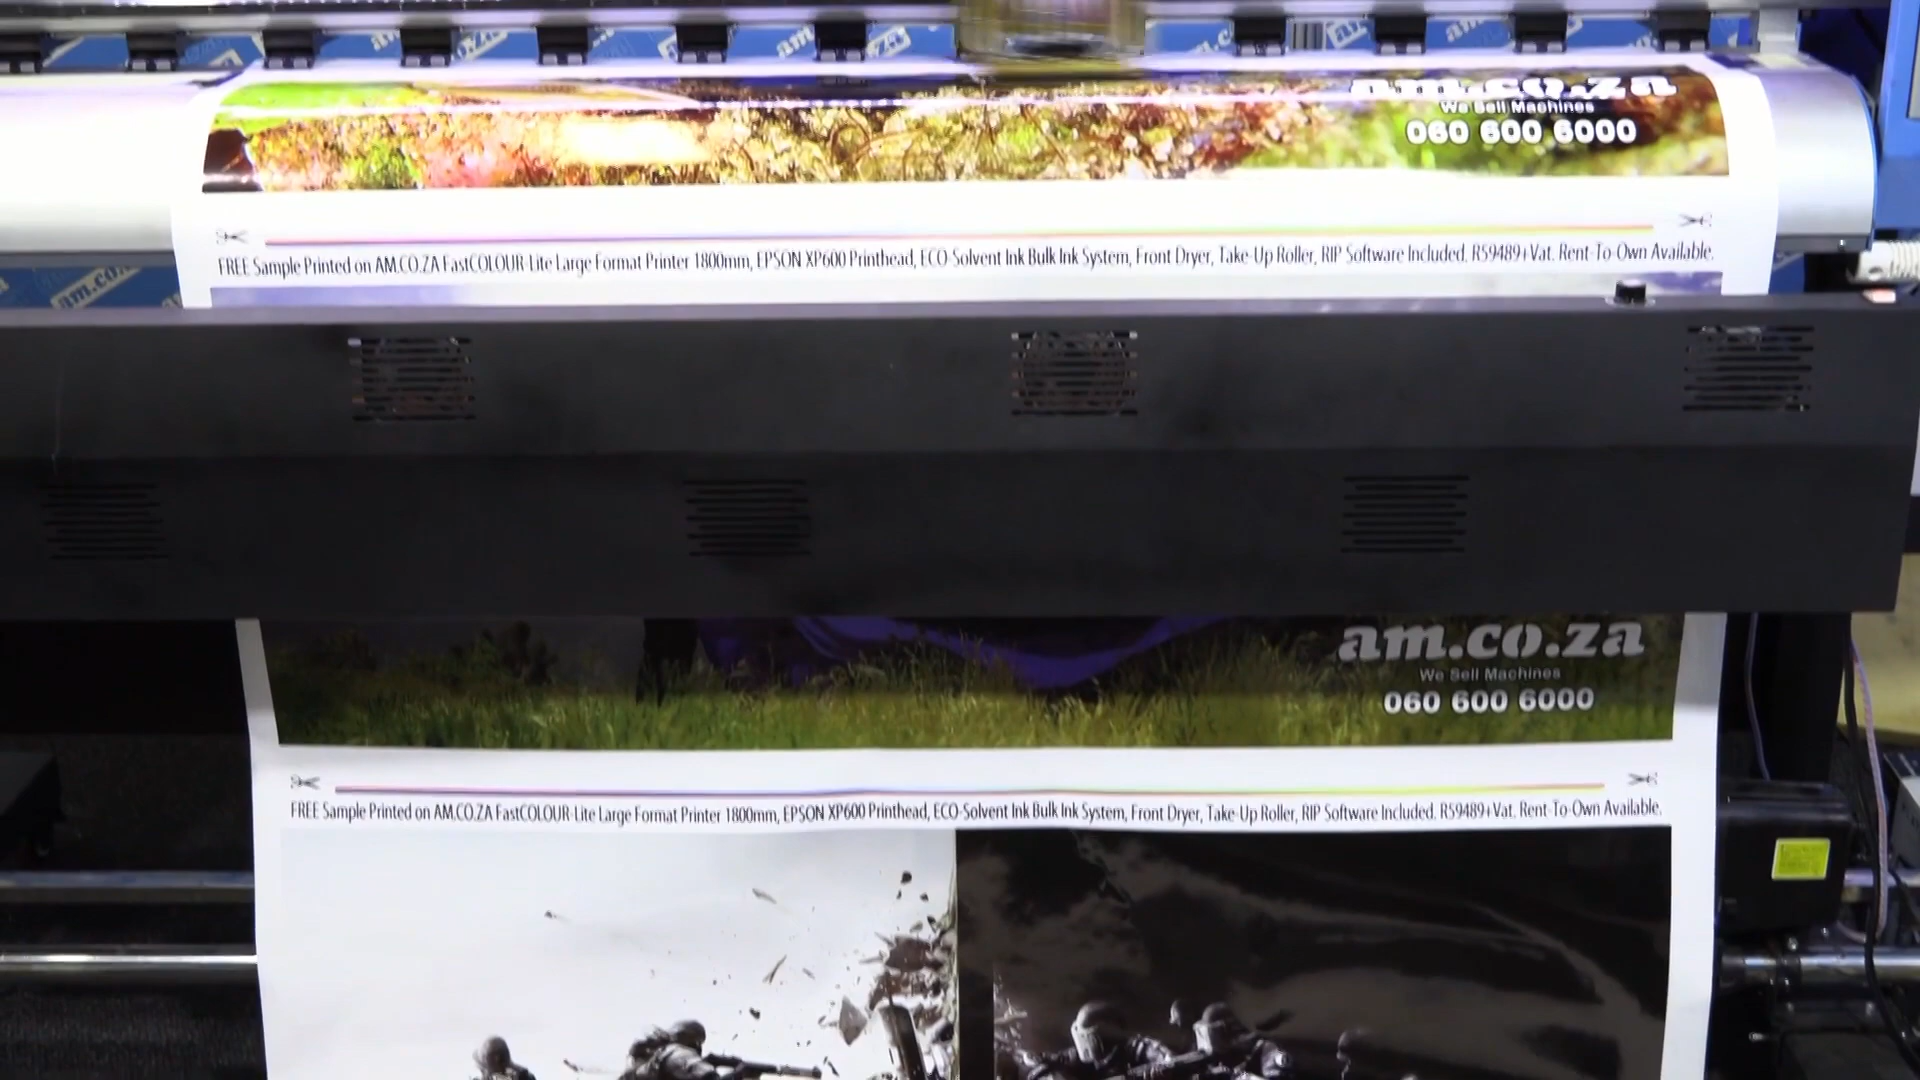 am.co.za
We Sell Machines
060 600 6000
FREE Sample Printed on AM.CO.ZA FastCOLOUR-Lite Large Format Printer 1800mm, EPSON XP600 Printhead, ECO-Solvent Ink Bulk Ink System, Front Dryer, Take-Up Roller, RIP Software Included. R59489+Vat. Rent-To-Own Available.
am.co.
am.co.za
We Sell Machines
060 600 6000
FREE Sample Printed on AM.CO.ZA FastCOLOUR-Lite Large Format Printer 1800mm, EPSON XP600 Printhead, ECO-Solvent Ink Bulk Ink System, Front Dryer, Take-Up Roller, RIP Software Included. R59489+Vat. Rent-To-Own Available.